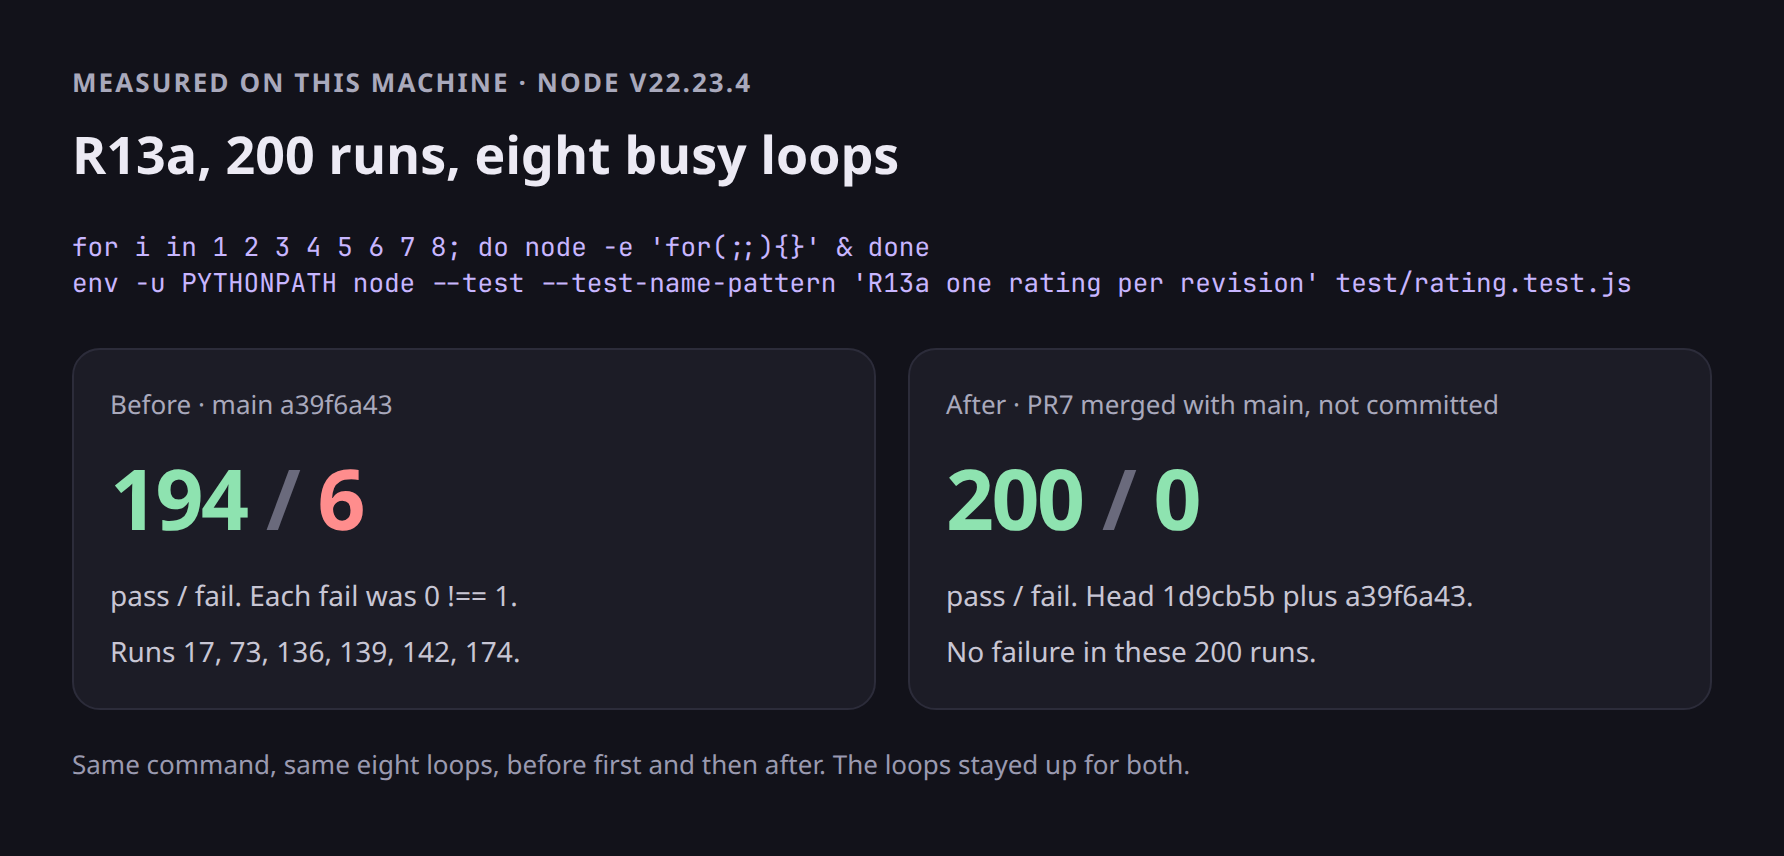 MEASURED ON THIS MACHINE · NODE V22.23.4
R13a, 200 runs, eight busy loops
for i in 1 2 3 4 5 6 7 8; do node -e 'for(;;){}' & done
env -u PYTHONPATH node --test --test-name-pattern 'R13a one rating per revision' test/rating.test.js
Before · main a39f6a43
194 / 6
pass / fail. Each fail was 0 !== 1.
Runs 17, 73, 136, 139, 142, 174.
After · PR7 merged with main, not committed
200 / 0
pass / fail. Head 1d9cb5b plus a39f6a43.
No failure in these 200 runs.
Same command, same eight loops, before first and then after. The loops stayed up for both.